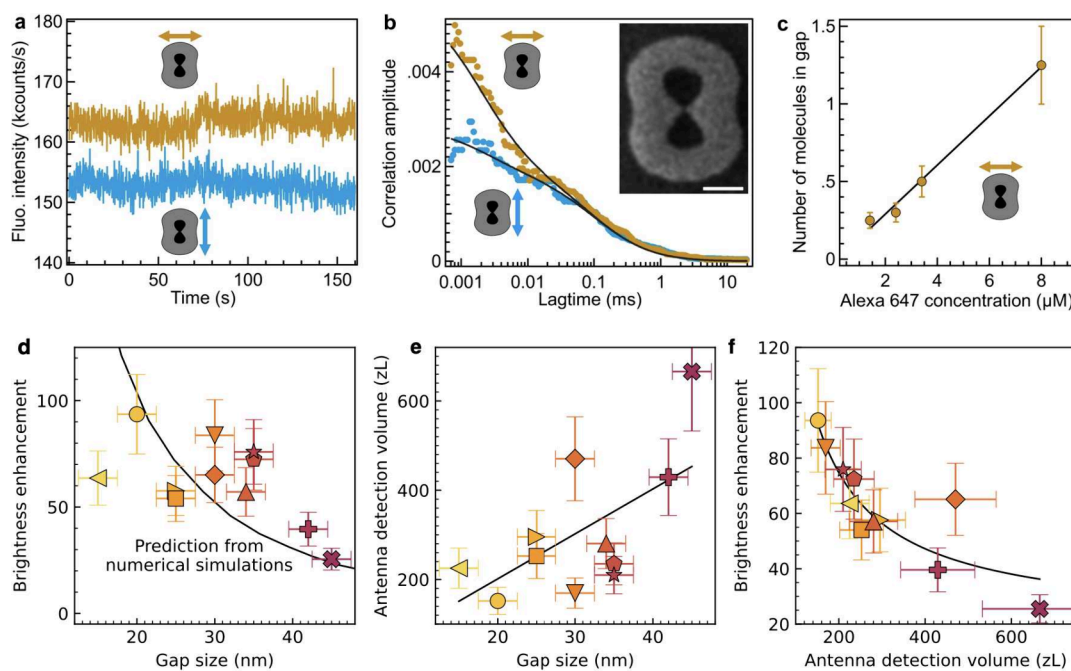 a
Fluo. intensity (kcounts/s)
180
170
160
150
140
0
50
100
150
Time (s)
b
Correlation amplitude
.004
.002
0
0.001
0.01
0.1
1
10
Lagtime (ms)
c
Number of molecules in gap
1.5
1
.5
0
2
4
6
8
Alexa 647 concentration (µM)
d
Brightness enhancement
100
50
0
Prediction from
numerical simulations
20
30
40
Gap size (nm)
e
Antenna detection volume (zL)
600
400
200
20
30
40
Gap size (nm)
f
Brightness enhancement
120
100
80
60
40
20
200
400
600
Antenna detection volume (zL)